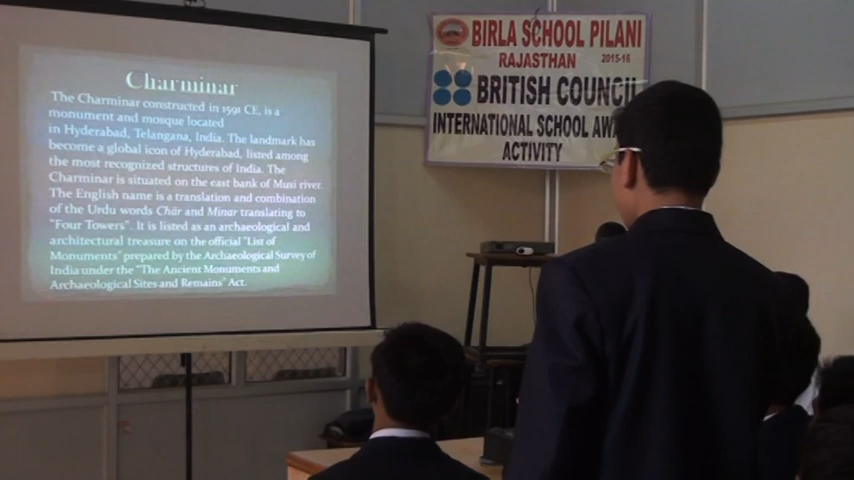 Charminar
The Charminar constructed in 1591 CE, is a
monument and mosque located
in Hyderabad, Telangana, India. The landmark has
become a global icon of Hyderabad, listed among
the most recognized structures of India. The
Charminar is situated on the east bank of Musi river.
The English name is a translation and combination
of the Urdu words Chār and Minar translating to
"Four Towers". It is listed as an archaeological and
architectural treasure on the official "List of
Monuments" prepared by the Archaeological Survey of
India under the "The Ancient Monuments and
Archaeological Sites and Remains" Act.
BIRLA SCHOOL PILANI
RAJASTHAN 2015-16
BRITISH COUNCIL
INTERNATIONAL SCHOOL
ACTIVITY